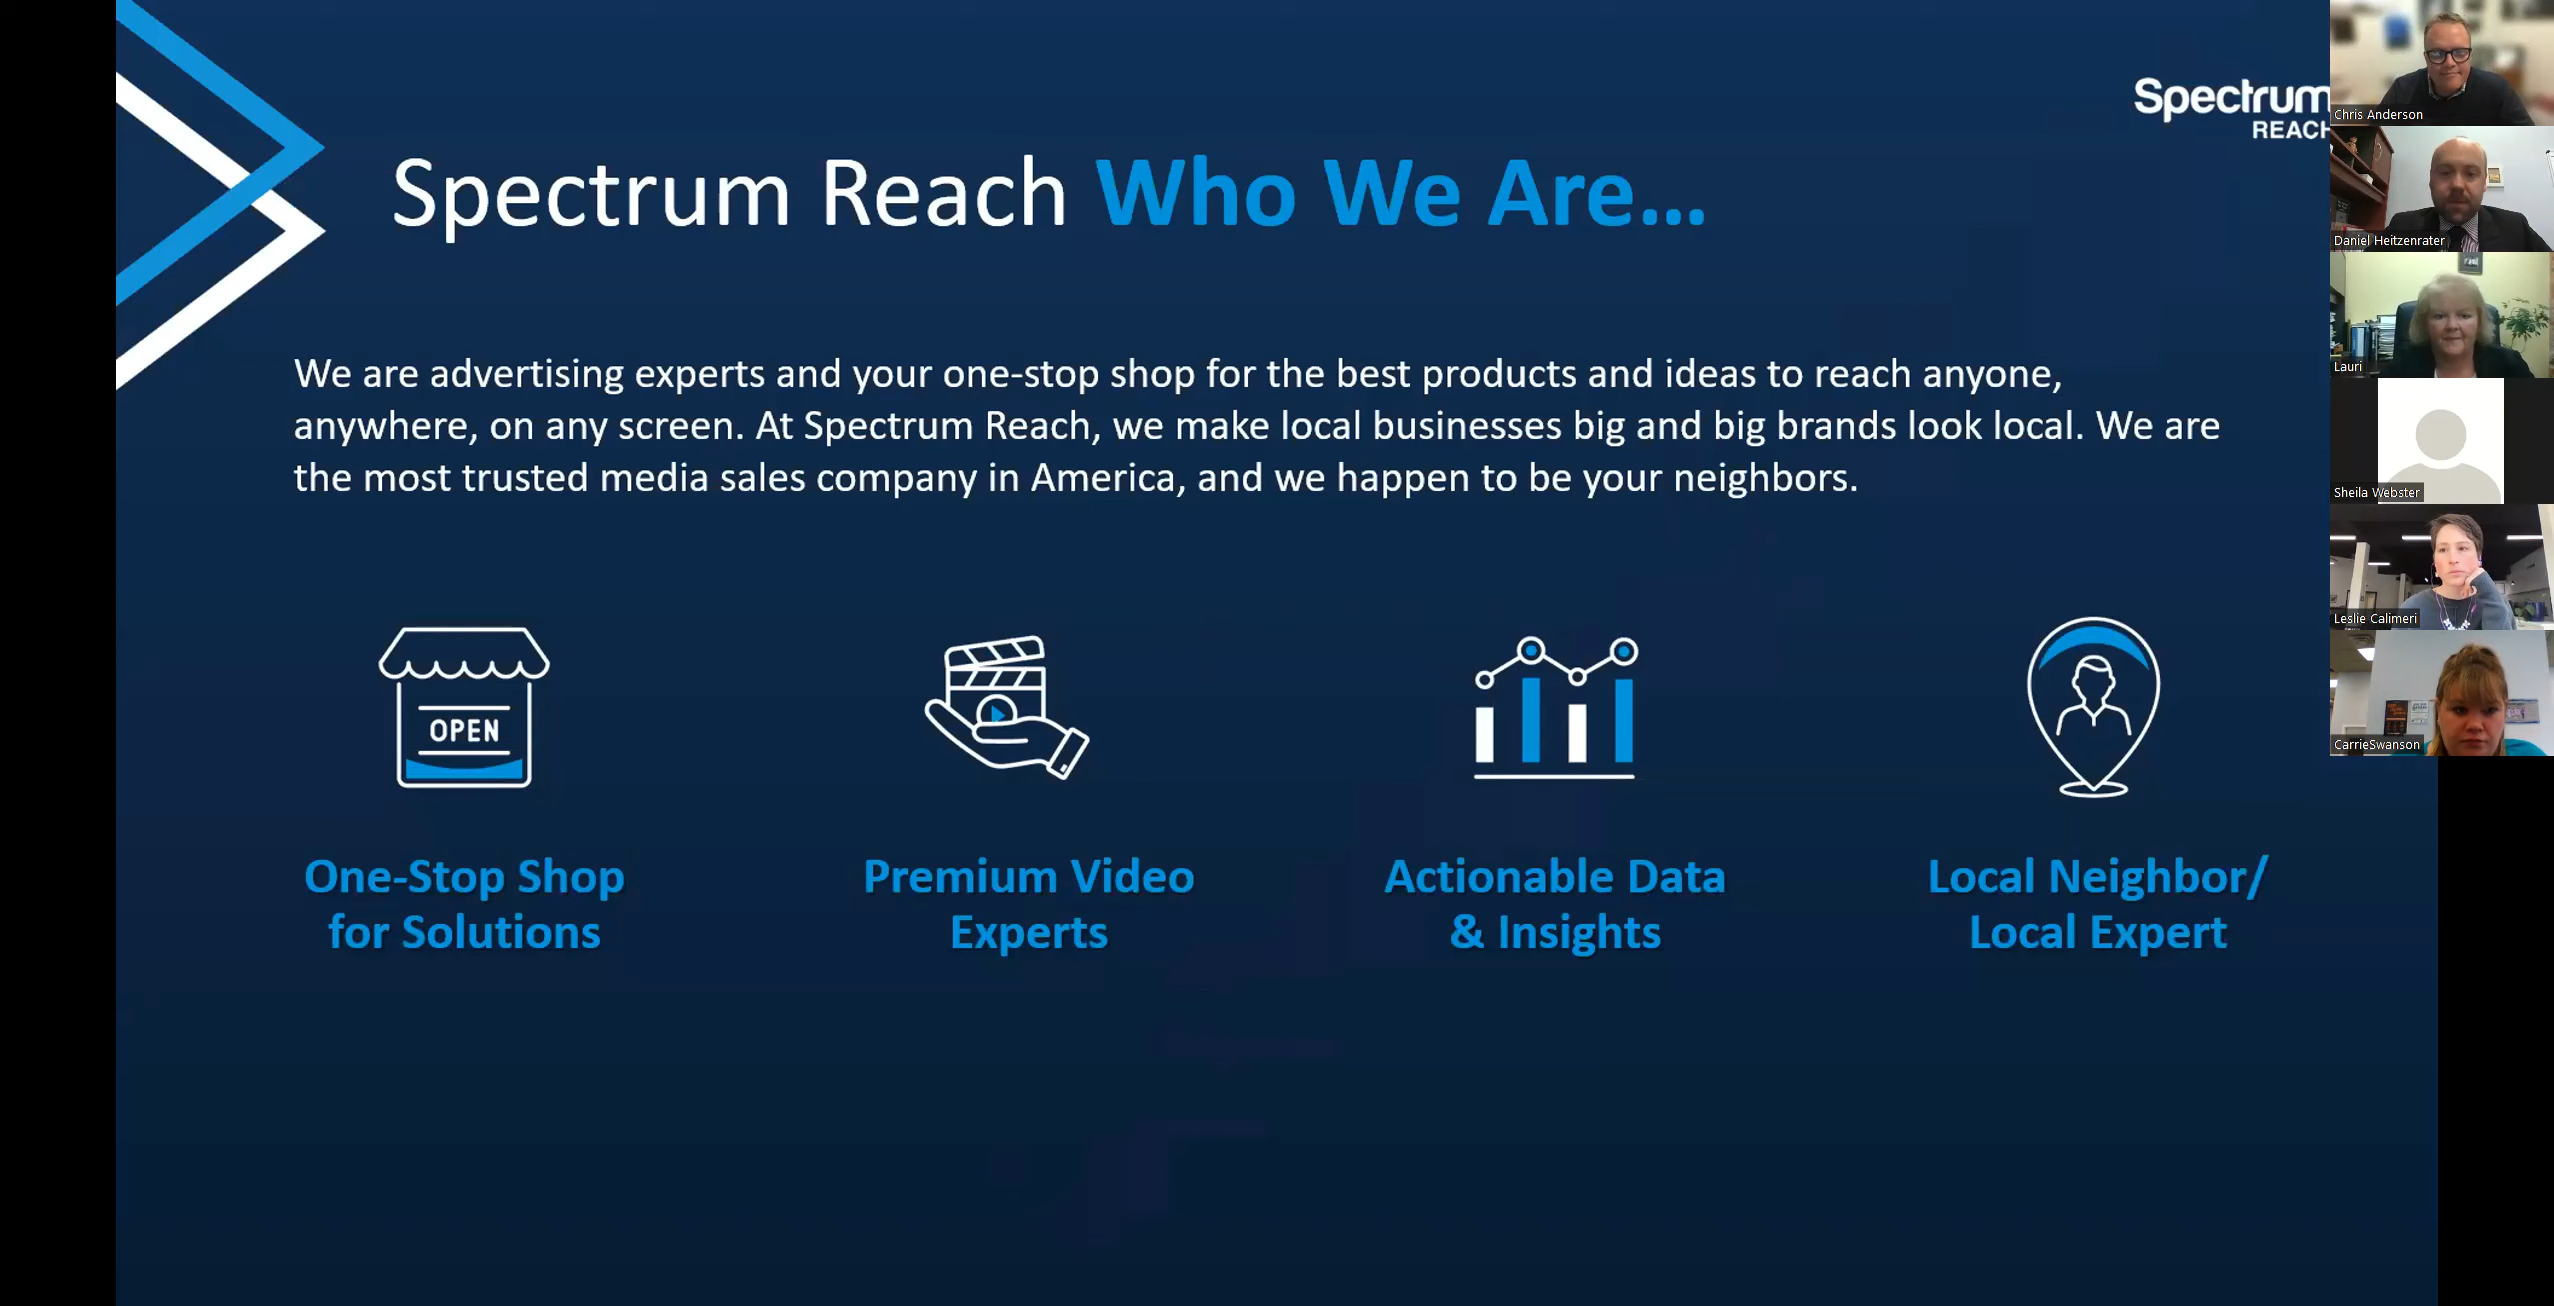 Spectrum
REACH
Spectrum Reach Who We Are...
We are advertising experts and your one-stop shop for the best products and ideas to reach anyone,
anywhere, on any screen. At Spectrum Reach, we make local businesses big and big brands look local. We are
the most trusted media sales company in America, and we happen to be your neighbors.
OPEN
One-Stop Shop
for Solutions
Premium Video
Experts
Actionable Data
& Insights
Local Neighbor/
Local Expert
Chris Anderson
Daniel Heitzenrater
Lauri
Sheila Webster
Leslie Calimeri
CarrieSwanson